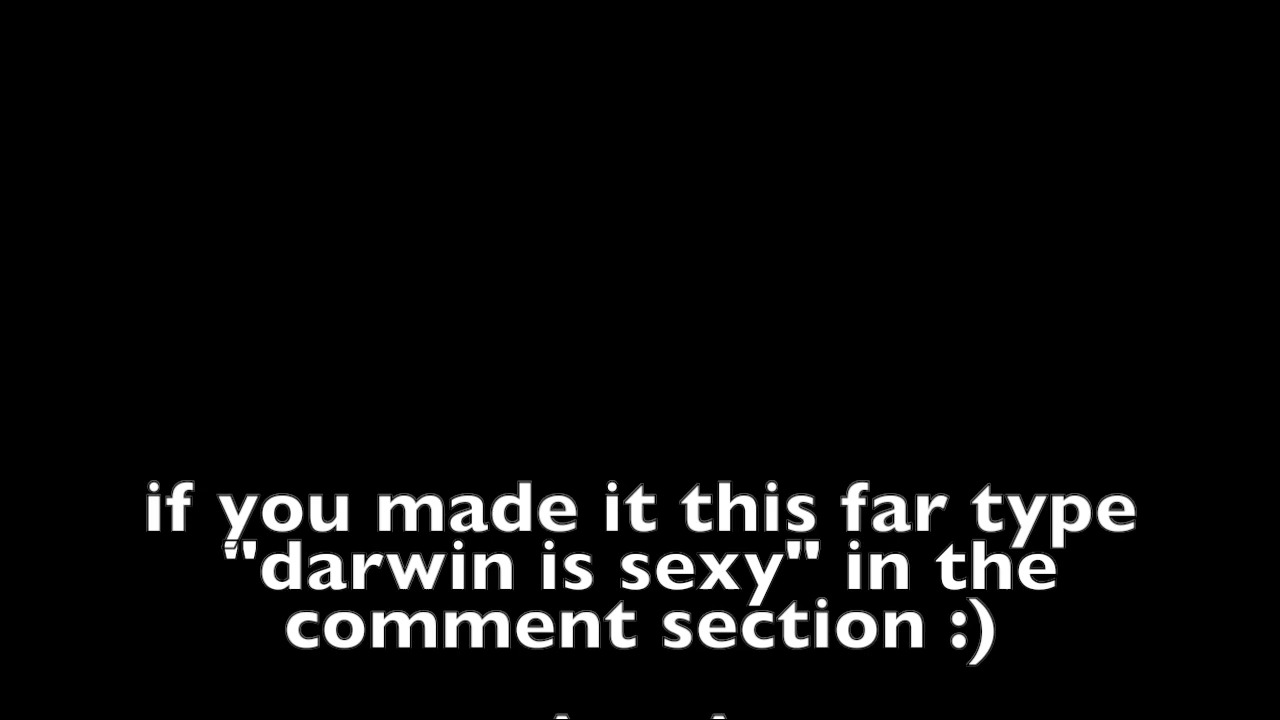 if you made it this far type
"darwin is sexy" in the
comment section :)